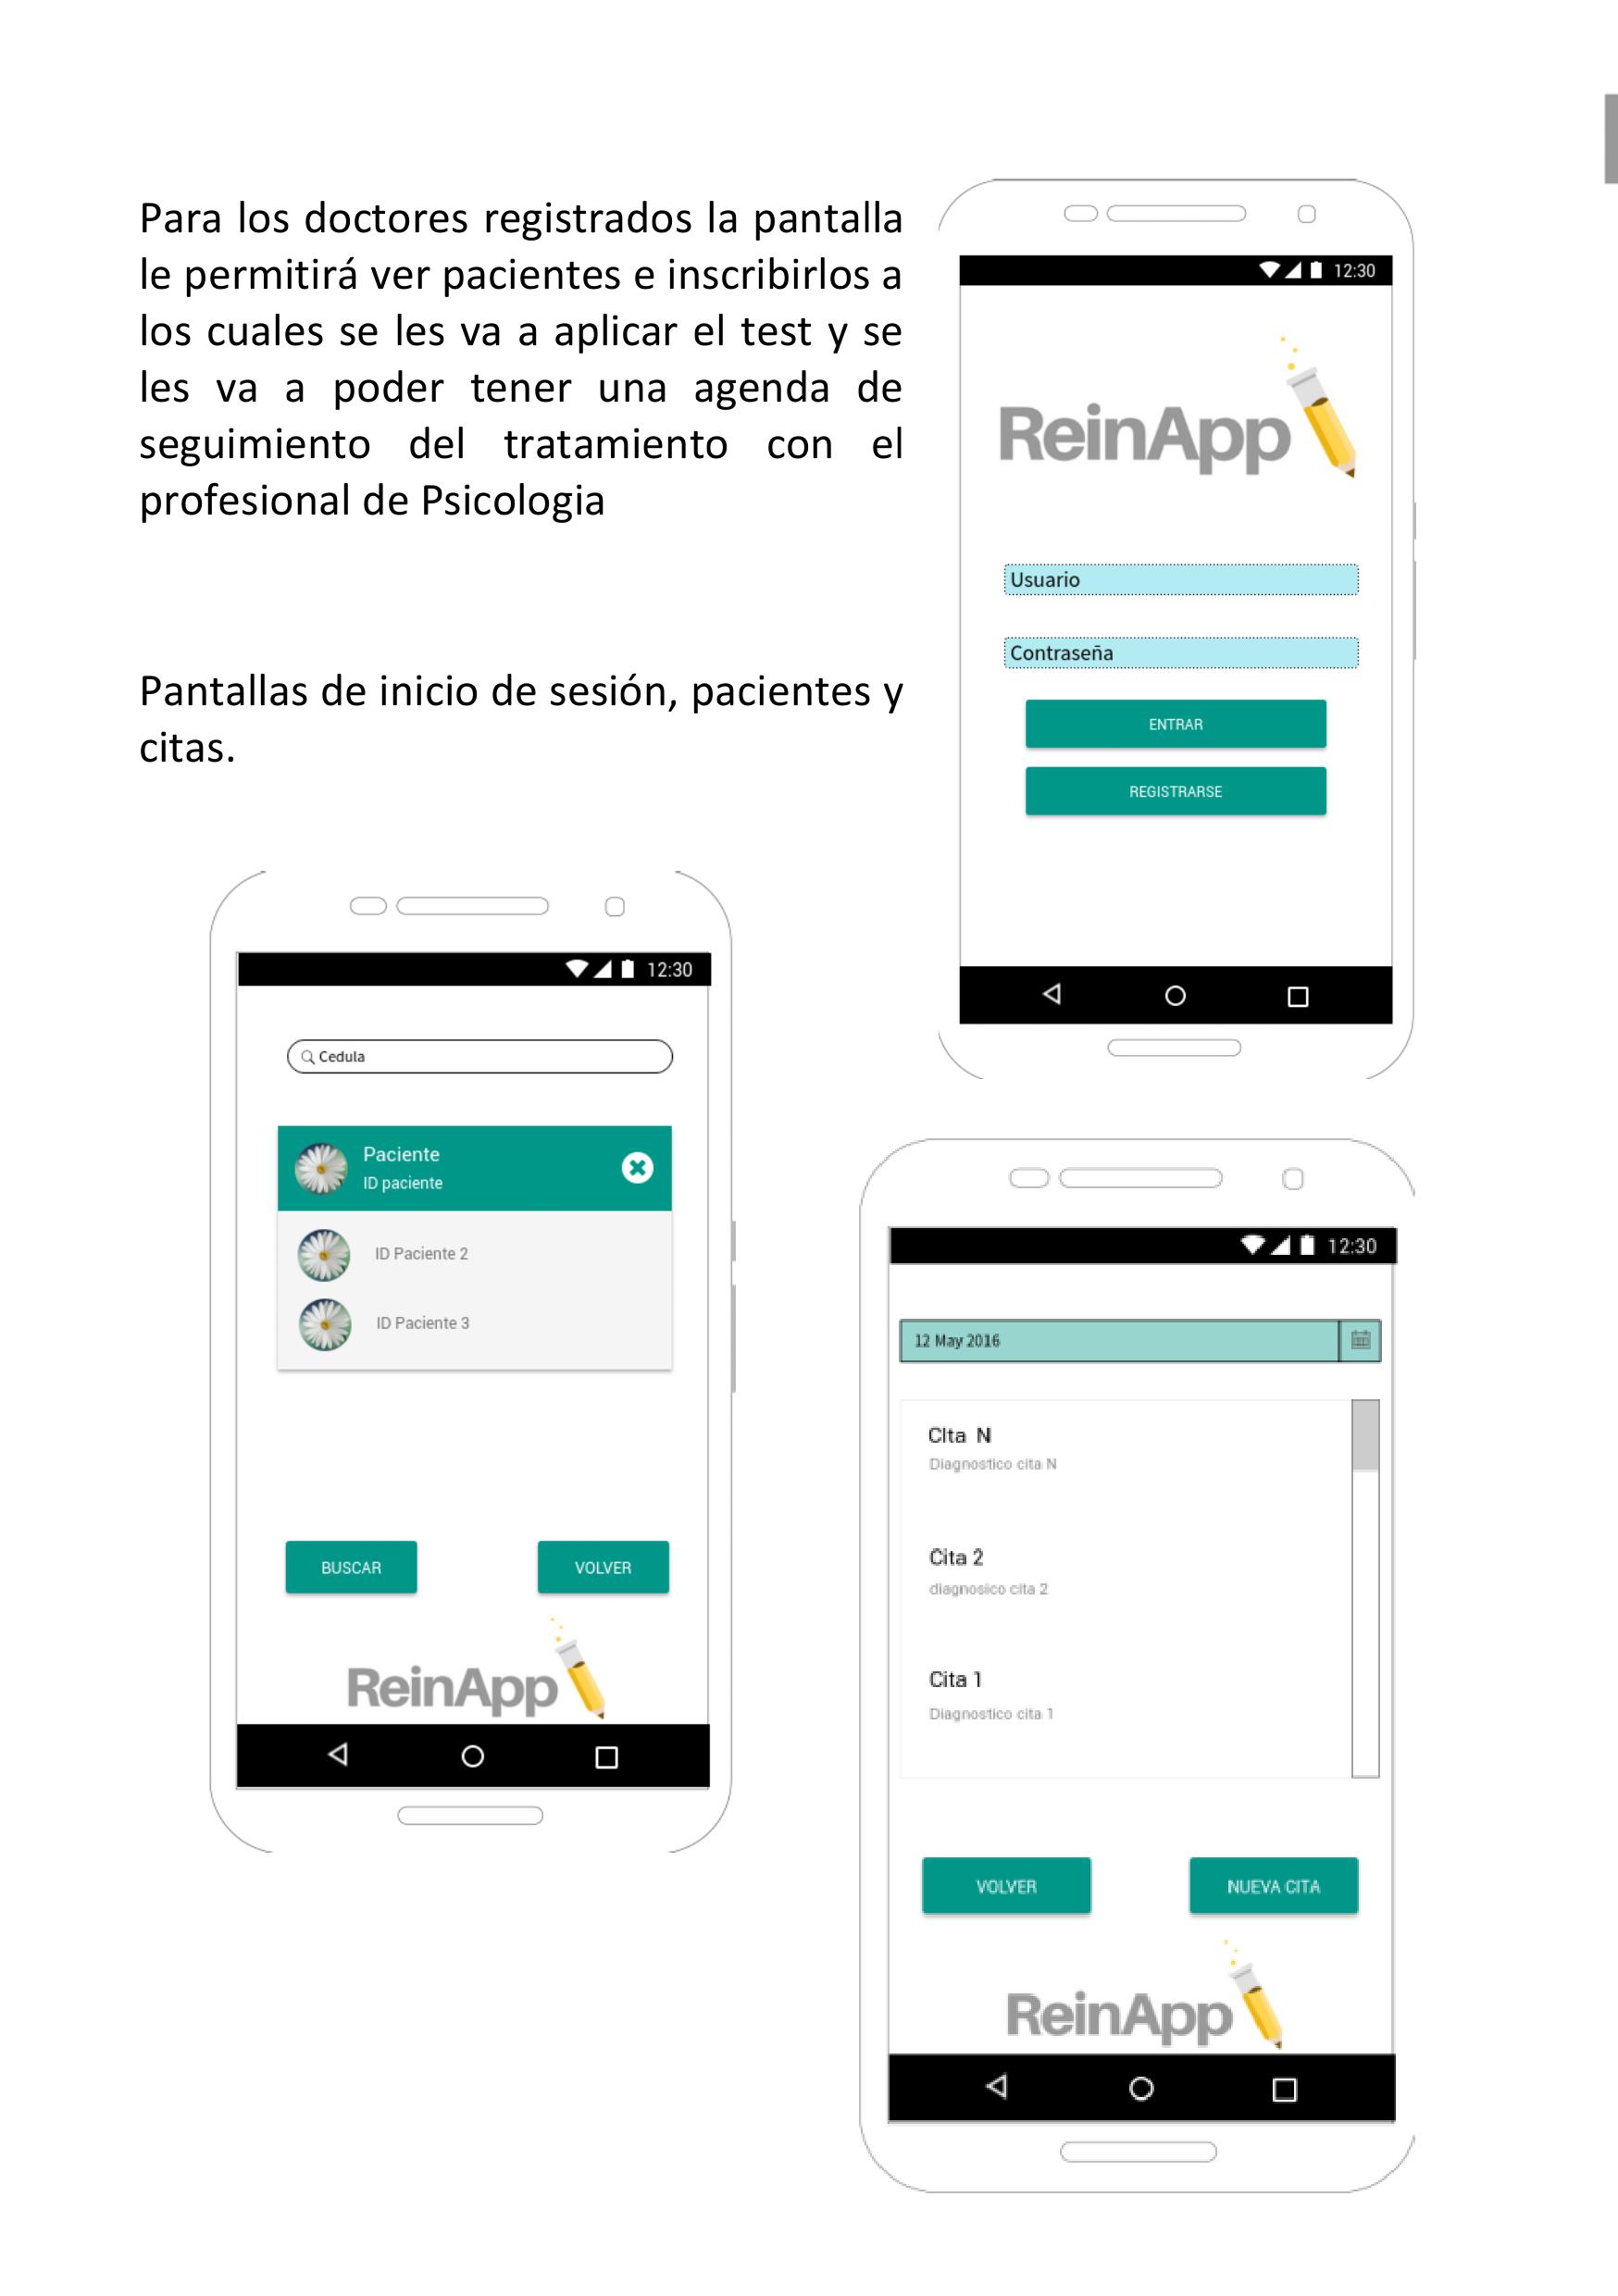 Para los doctores registrados la pantalla
le permitirá ver pacientes e inscribirlos a
los cuales se les va a aplicar el test y se
les va a poder tener una agenda de
seguimiento del tratamiento con el
profesional de Psicologia
Pantallas de inicio de sesión, pacientes y
citas.
12:30
ReinApp
Usuario
Contraseña
ENTRAR
REGISTRARSE
12:30
Cedula
Paciente
ID paciente
ID Paciente 2
ID Paciente 3
BUSCAR VOLVER
ReinApp
12:30
12 May 2016
CIta N
Diagnostico cita N
Cita 2
diagnosico cita 2
Cita 1
Diagnostico cita 1
VOLVER NUEVA CITA
ReinApp